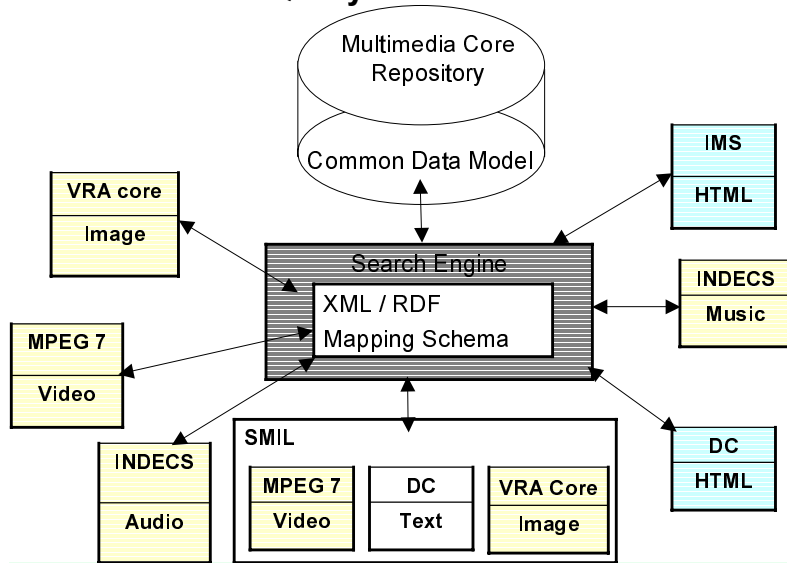 Multimedia Core
Repository
Common Data Model
IMS
HTML
VRA core
Image
Search Engine
XML / RDF
Mapping Schema
INDECS
Music
MPEG 7
Video
INDECS
Audio
SMIL
MPEG 7
Video
DC
Text
VRA Core
Image
DC
HTML